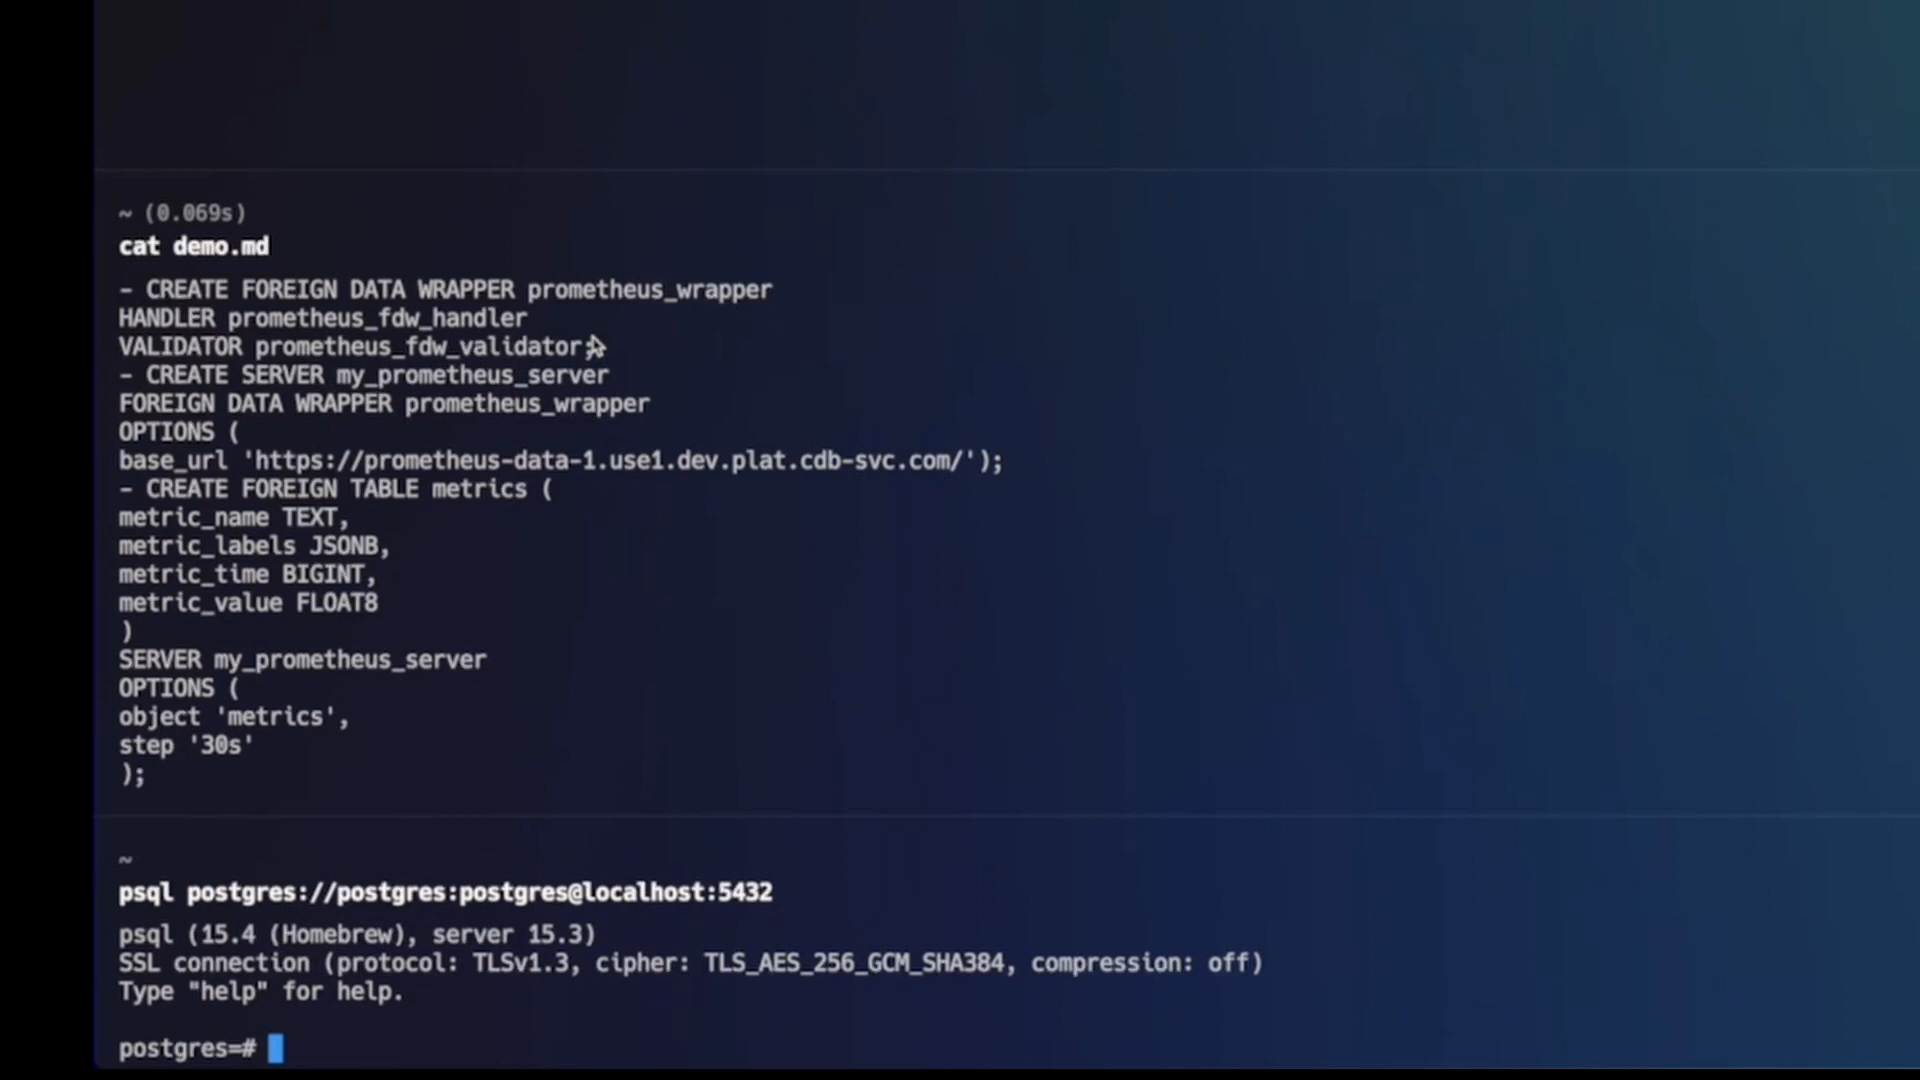 ~ (0.069s)
cat demo.md
- CREATE FOREIGN DATA WRAPPER prometheus_wrapper
HANDLER prometheus_fdw_handler
VALIDATOR prometheus_fdw_validator;
- CREATE SERVER my_prometheus_server
FOREIGN DATA WRAPPER prometheus_wrapper
OPTIONS (
base_url 'https://prometheus-data-1.use1.dev.plat.cdb-svc.com/');
- CREATE FOREIGN TABLE metrics (
metric_name TEXT,
metric_labels JSONB,
metric_time BIGINT,
metric_value FLOAT8
)
SERVER my_prometheus_server
OPTIONS (
object 'metrics',
step '30s'
);
~
psql postgres://postgres:postgres@localhost:5432
psql (15.4 (Homebrew), server 15.3)
SSL connection (protocol: TLSv1.3, cipher: TLS_AES_256_GCM_SHA384, compression: off)
Type "help" for help.
postgres=#